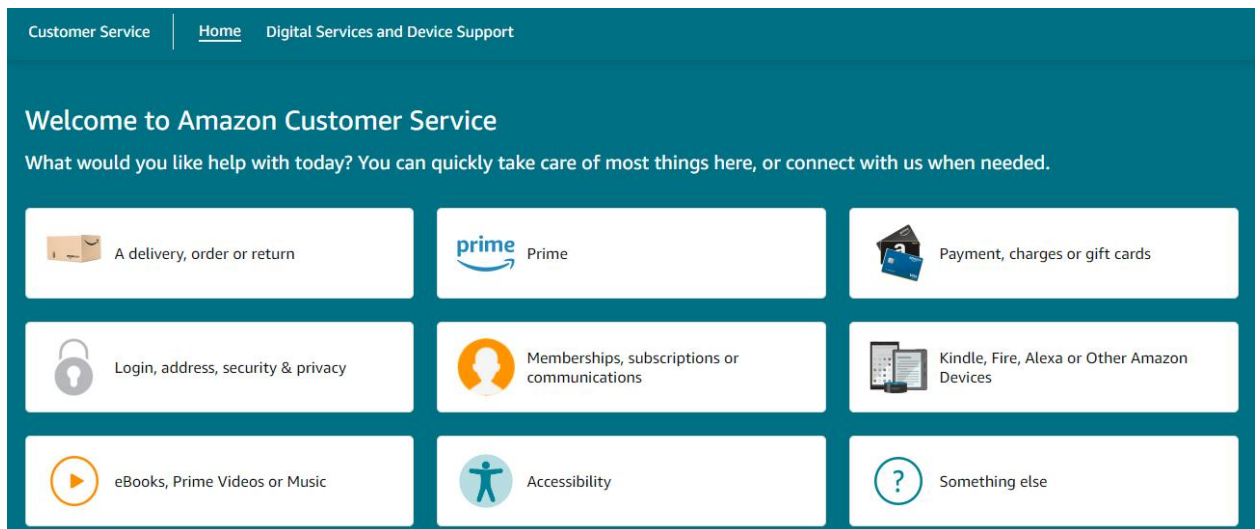 Customer Service
Home
Digital Services and Device Support
Welcome to Amazon Customer Service
What would you like help with today? You can quickly take care of most things here, or connect with us when needed.
A delivery, order or return
prime
Prime
Payment, charges or gift cards
Login, address, security & privacy
Memberships, subscriptions or
communications
Kindle, Fire, Alexa or Other Amazon
Devices
eBooks, Prime Videos or Music
Accessibility
?
Something else